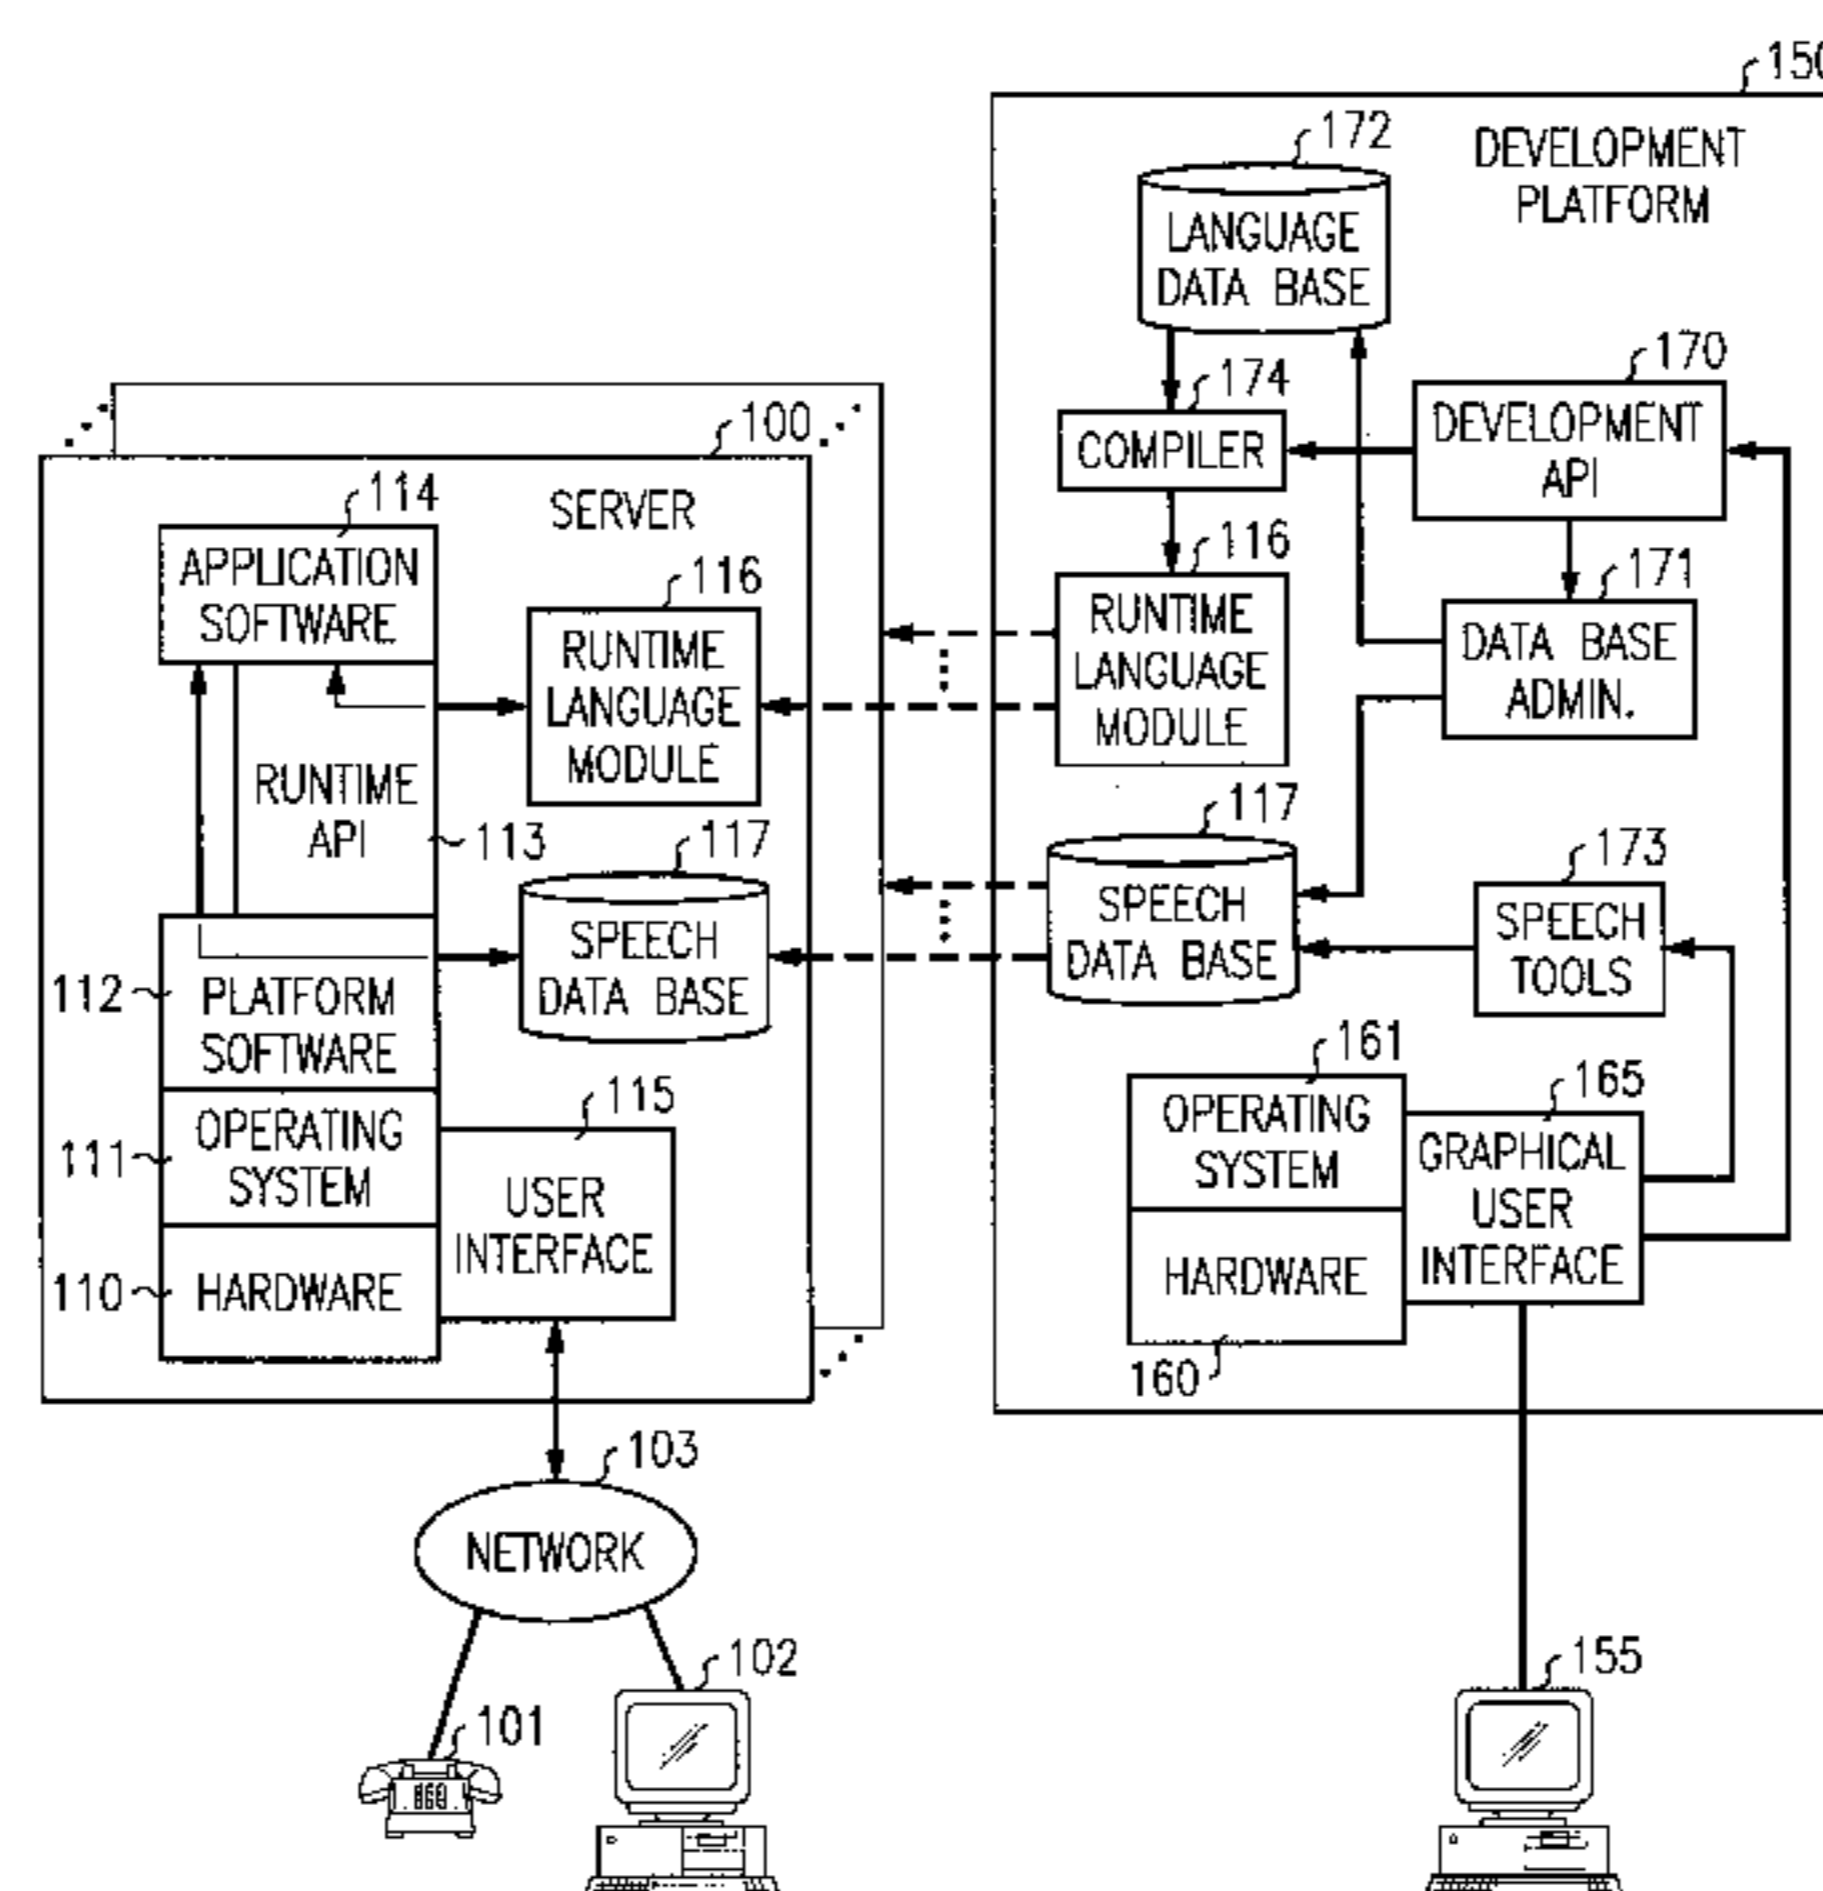 150
172
DEVELOPMENT
PLATFORM
LANGUAGE
DATA BASE
170
174
DEVELOPMENT
API
COMPILER
100
SERVER
114
APPLICATION
SOFTWARE
116
RUNTIME
LANGUAGE
MODULE
116
RUNTIME
LANGUAGE
MODULE
171
DATA BASE
ADMIN.
RUNTIME
API
113
117
SPEECH
DATA BASE
117
SPEECH
DATA BASE
173
SPEECH
TOOLS
112
PLATFORM
SOFTWARE
111
OPERATING
SYSTEM
110
HARDWARE
115
USER
INTERFACE
161
OPERATING
SYSTEM
HARDWARE
160
165
GRAPHICAL
USER
INTERFACE
103
NETWORK
102
101
155